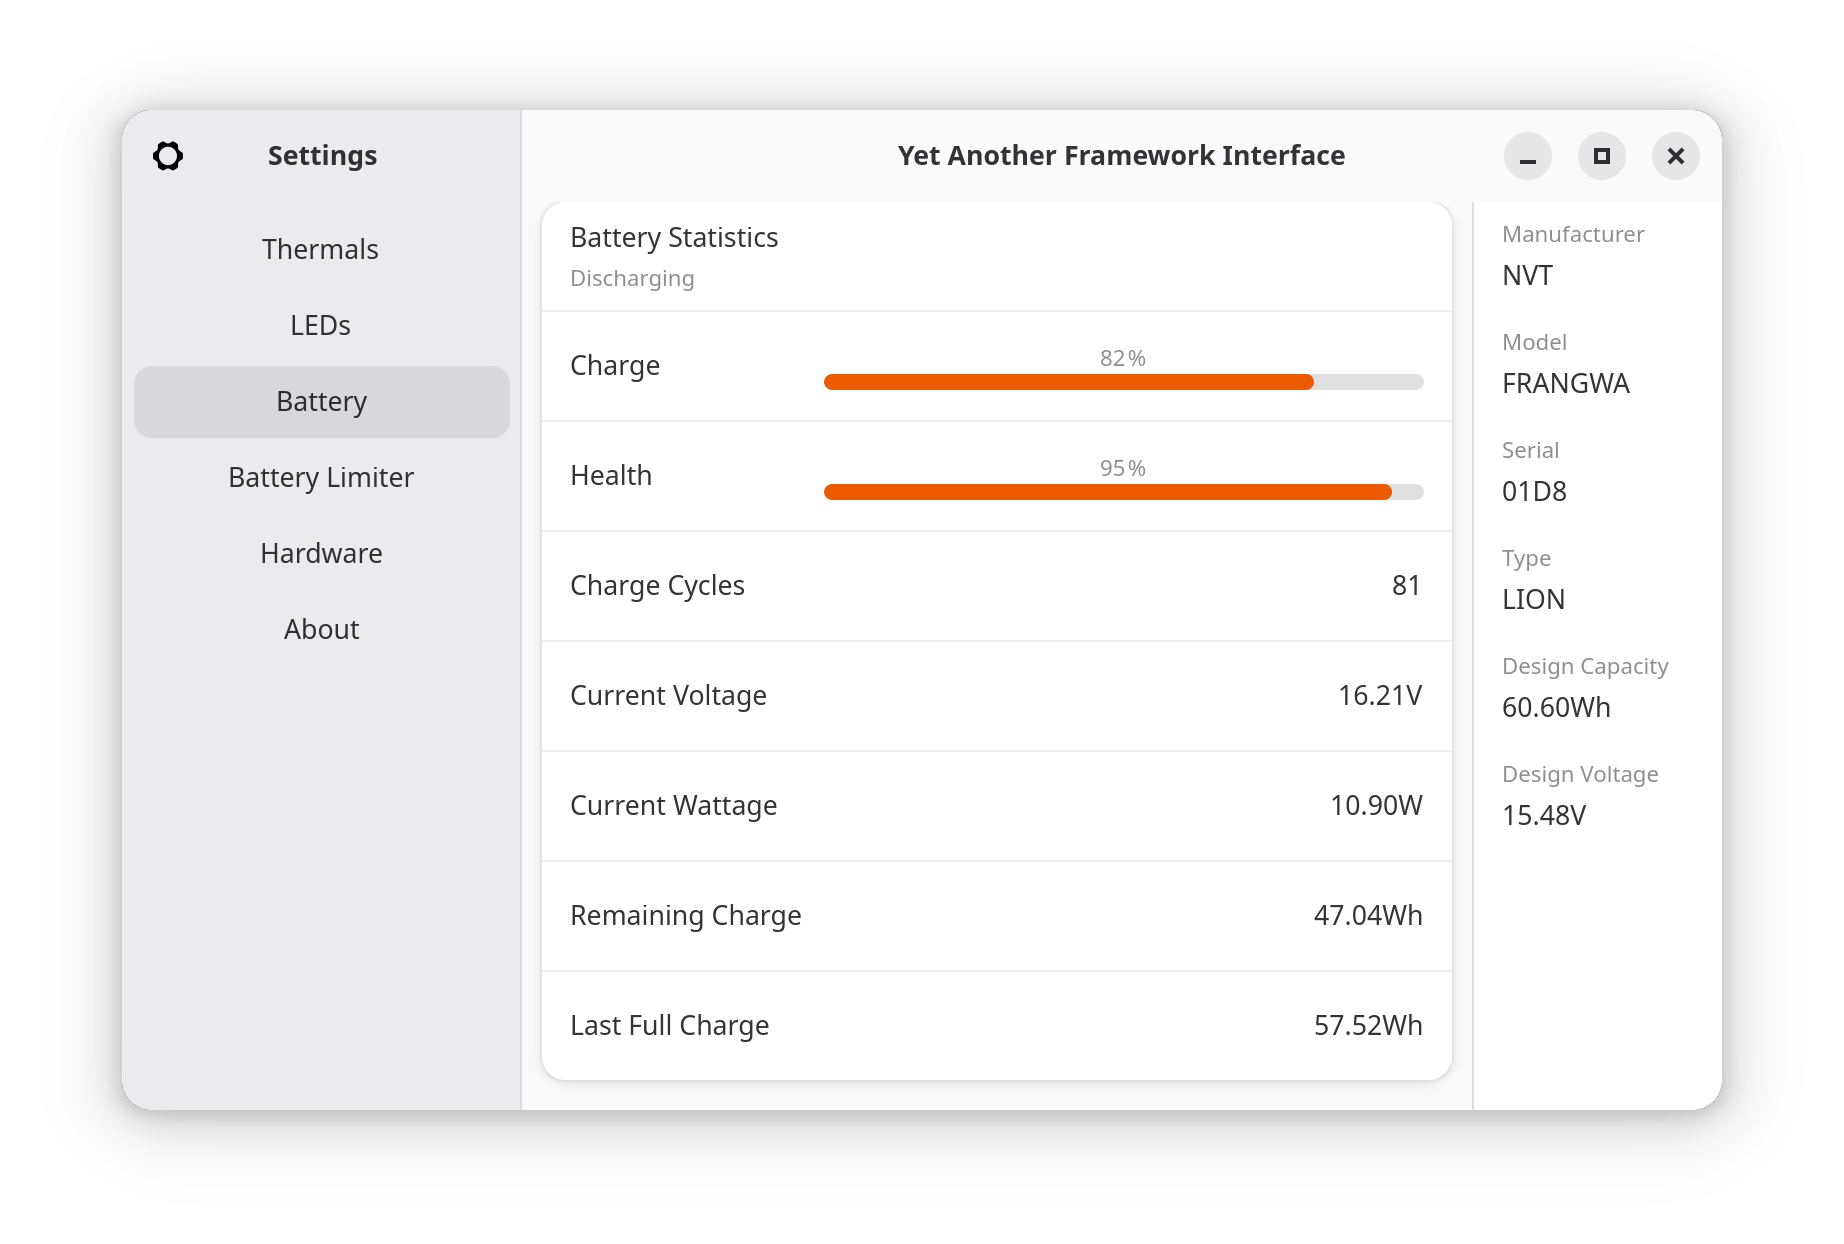 Settings
Thermals
LEDs
Battery
Battery Limiter
Hardware
About
Yet Another Framework Interface
Battery Statistics
Discharging
Charge
82%
Health
95%
Charge Cycles
81
Current Voltage
16.21V
Current Wattage
10.90W
Remaining Charge
47.04Wh
Last Full Charge
57.52Wh
Manufacturer
NVT
Model
FRANGWA
Serial
01D8
Type
LION
Design Capacity
60.60Wh
Design Voltage
15.48V